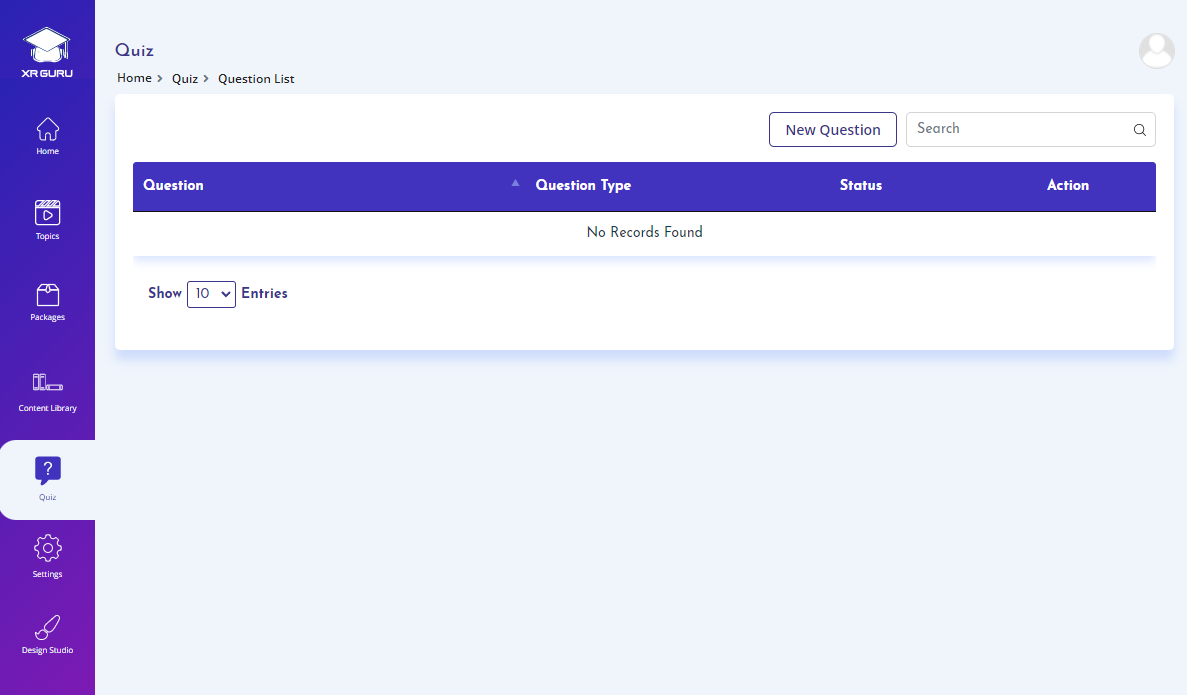 XR GURU
Home
Topics
Packages
Content Library
?
Quiz
Settings
Design Studio
Quiz
Home > Quiz > Question List
New Question
Search
Question Question Type Status Action
No Records Found
Show 10 Entries